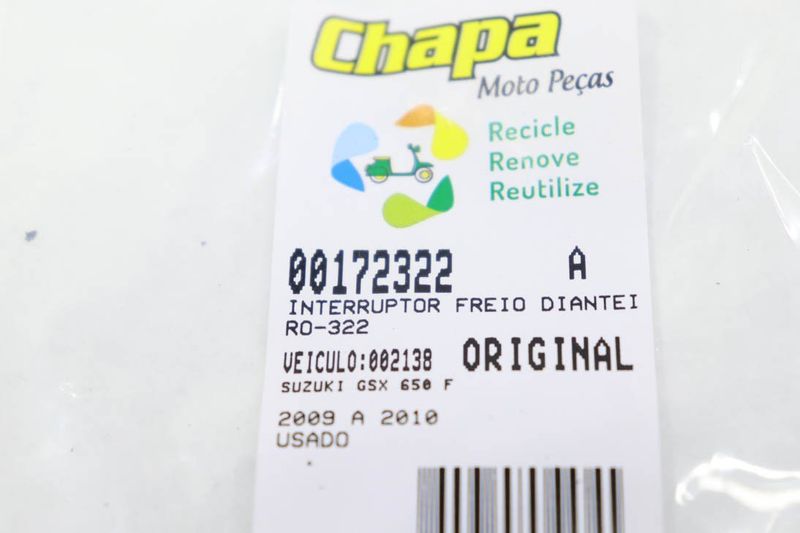 Chapa
Moto Peças
Recicle
Renove
Reutilize
00172322 A
INTERRUPTOR FREIO DIANTEI
RO-322
VEICULO:002138 ORIGINAL
SUZUKI GSX 650 F
2009 A 2010
USADO